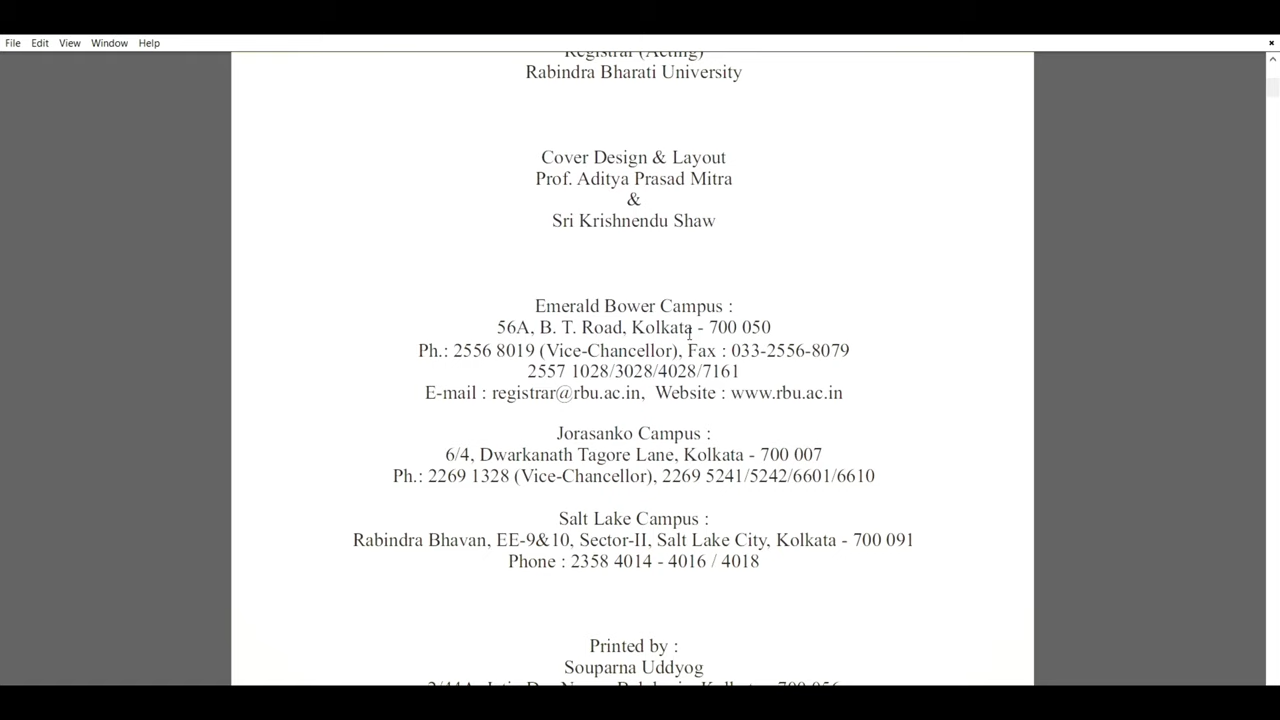 File Edit View Window Help
Registrar (Acting)
Rabindra Bharati University
Cover Design & Layout
Prof. Aditya Prasad Mitra
&
Sri Krishnendu Shaw
Emerald Bower Campus :
56A, B. T. Road, Kolkata - 700 050
Ph.: 2556 8019 (Vice-Chancellor), Fax : 033-2556-8079
2557 1028/3028/4028/7161
E-mail : registrar@rbu.ac.in, Website : www.rbu.ac.in
Jorasanko Campus :
6/4, Dwarkanath Tagore Lane, Kolkata - 700 007
Ph.: 2269 1328 (Vice-Chancellor), 2269 5241/5242/6601/6610
Salt Lake Campus :
Rabindra Bhavan, EE-9&10, Sector-II, Salt Lake City, Kolkata - 700 091
Phone : 2358 4014 - 4016 / 4018
Printed by :
Souparna Uddyog
Kolkata - 700 056